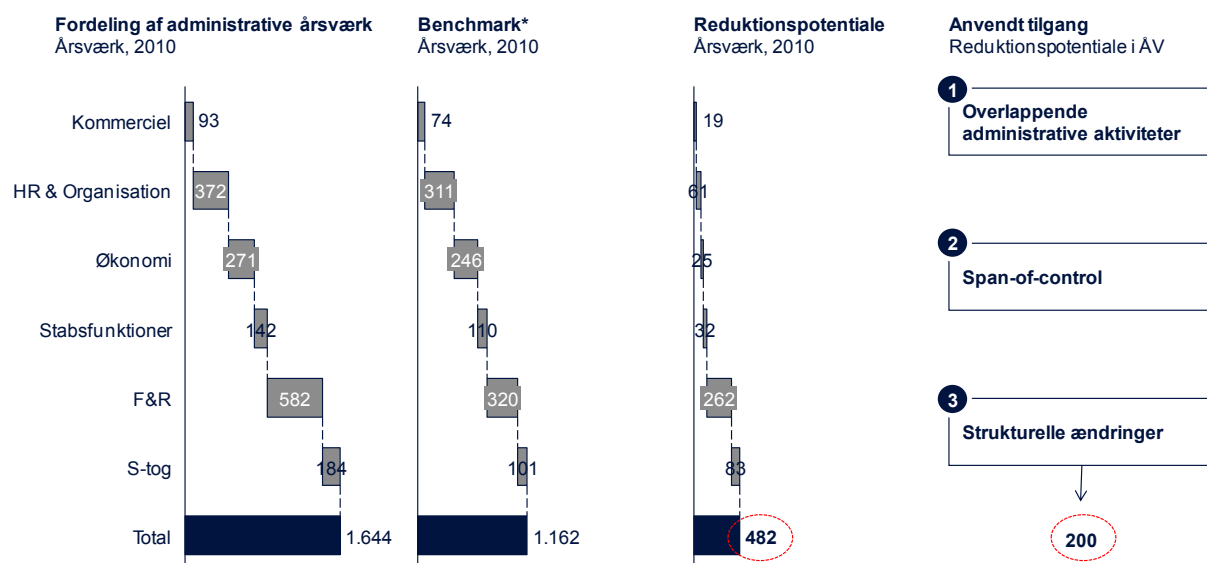 Fordeling af administrative årsværk
Årsværk, 2010
Benchmark*
Årsværk, 2010
Reduktionspotentiale
Årsværk, 2010
Anvendt tilgang
Reduktionspotentiale i ÅV
Kommerciel 93 74 19
HR & Organisation 372 311 61
Økonomi 271 246 25
Stabsfunktioner 142 110 32
F&R 582 320 262
S-tog 184 101 83
Total 1.644 1.162 482 200
1
Overlappende
administrative aktiviteter
2
Span-of-control
3
Strukturelle ændringer